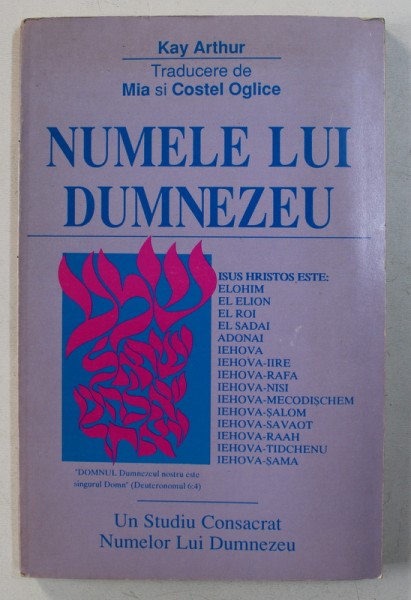 Kay Arthur
Traducere de
Mia si Costel Oglice
NUMELE LUI
DUMNEZEU
ISUS HRISTOS ESTE:
ELOHIM
EL ELION
EL ROI
EL SADAI
ADONAI
IEHOVA
IEHOVA-IIRE
IEHOVA-RAFA
IEHOVA-NISI
IEHOVA-MECODIȘCHEM
IEHOVA-ȘALOM
IEHOVA-SAVAOT
IEHOVA-RAAH
IEHOVA-TIDCHENU
IEHOVA-ȘAMA
שמע
ישראל
"DOMNUL Dumnezeul nostru este
singurul Domn" (Deuteronomul 6:4)
Un Studiu Consacrat
Numelor Lui Dumnezeu